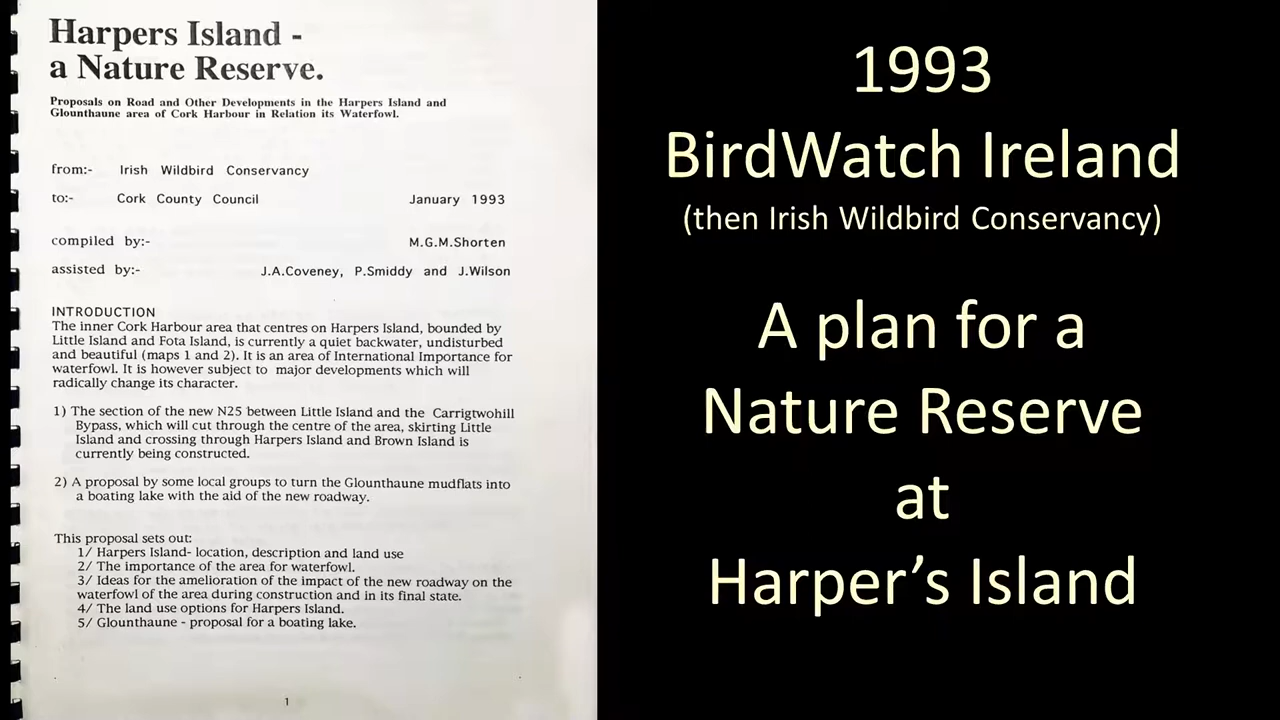 Harpers Island -
a Nature Reserve.
Proposals on Road and Other Developments in the Harpers Island and
Glounthaune area of Cork Harbour in Relation its Waterfowl.
from:- Irish Wildbird Conservancy
to:- Cork County Council January 1993
compiled by:- M.G.M.Shorten
assisted by:- J.A.Coveney, P.Smiddy and J.Wilson
INTRODUCTION
The inner Cork Harbour area that centres on Harpers Island, bounded by
Little Island and Fota Island, is currently a quiet backwater, undisturbed
and beautiful (maps 1 and 2). It is an area of International Importance for
waterfowl. It is however subject to major developments which will
radically change its character.
1) The section of the new N25 between Little Island and the Carrigtwohill
Bypass, which will cut through the centre of the area, skirting Little
Island and crossing through Harpers Island and Brown Island is
currently being constructed.
2) A proposal by some local groups to turn the Glounthaune mudflats into
a boating lake with the aid of the new roadway.
This proposal sets out:
1/ Harpers Island- location, description and land use
2/ The importance of the area for waterfowl.
3/ Ideas for the amelioration of the impact of the new roadway on the
waterfowl of the area during construction and in its final state.
4/ The land use options for Harpers Island.
5/ Glounthaune - proposal for a boating lake.
1
1993
BirdWatch Ireland
(then Irish Wildbird Conservancy)
A plan for a
Nature Reserve
at
Harper’s Island